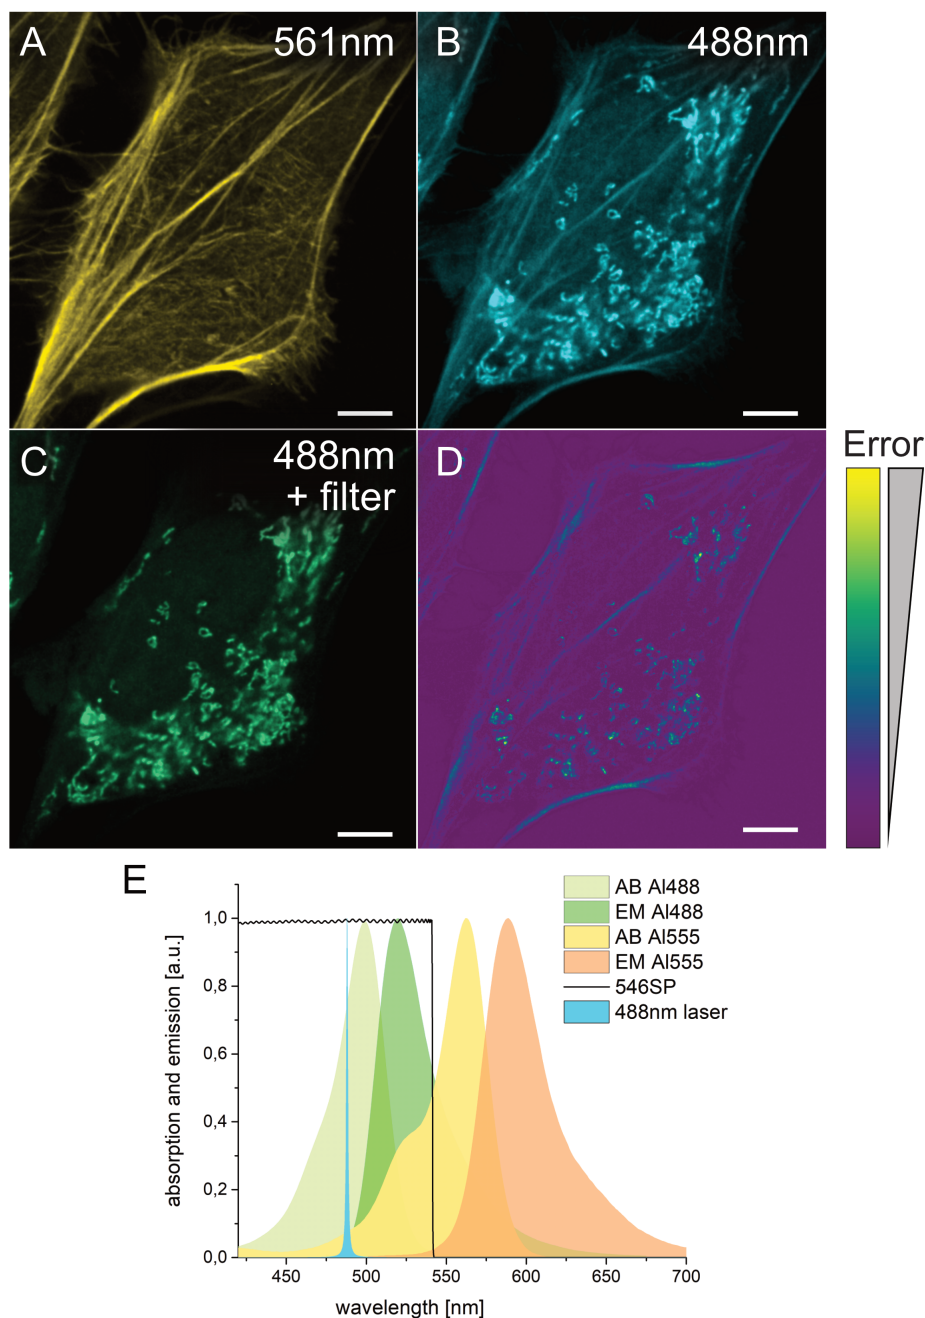 A 561nm
B 488nm
C 488nm
+ filter
D
Error
E
AB Al488
EM Al488
AB Al555
EM Al555
546SP
488nm laser
absorption and emission [a.u.]
1,0
0,8
0,6
0,4
0,2
0,0
450 500 550 600 650 700
wavelength [nm]